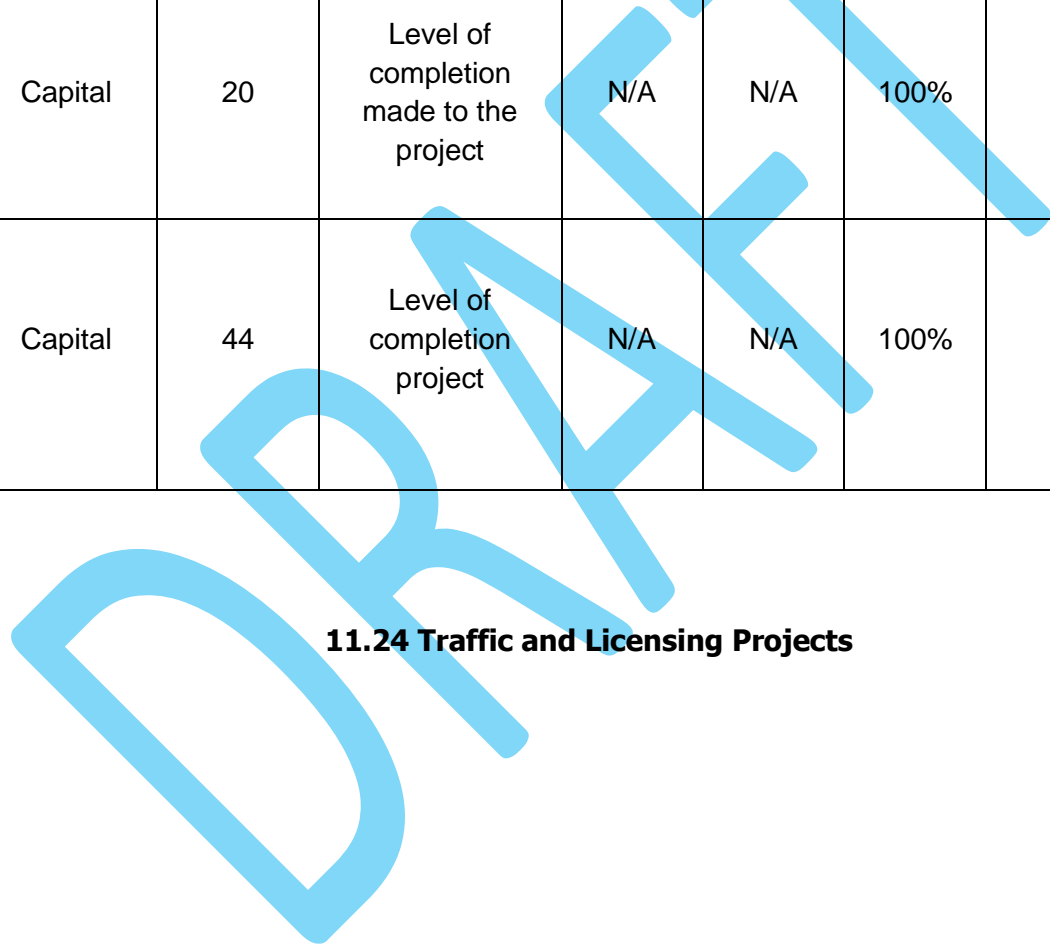 Capital 20 Level of completion made to the project N/A N/A 100%
Capital 44 Level of completion project N/A N/A 100%
11.24 Traffic and Licensing Projects
DRAFT